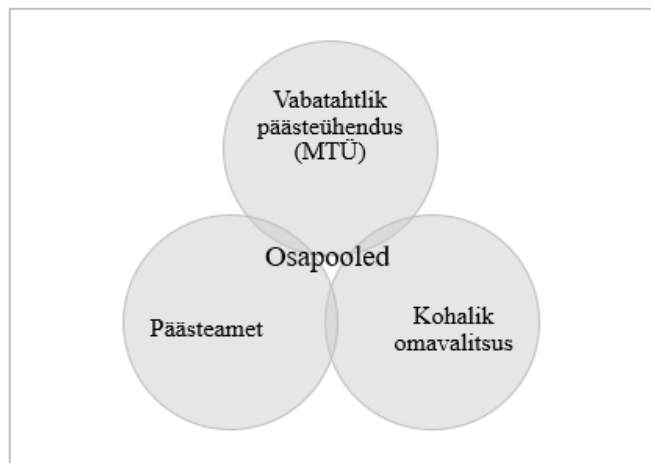 Vabatahtlik
päästeühendus
(MTÜ)
Osapooled
Päästeamet
Kohalik
omavalitsus